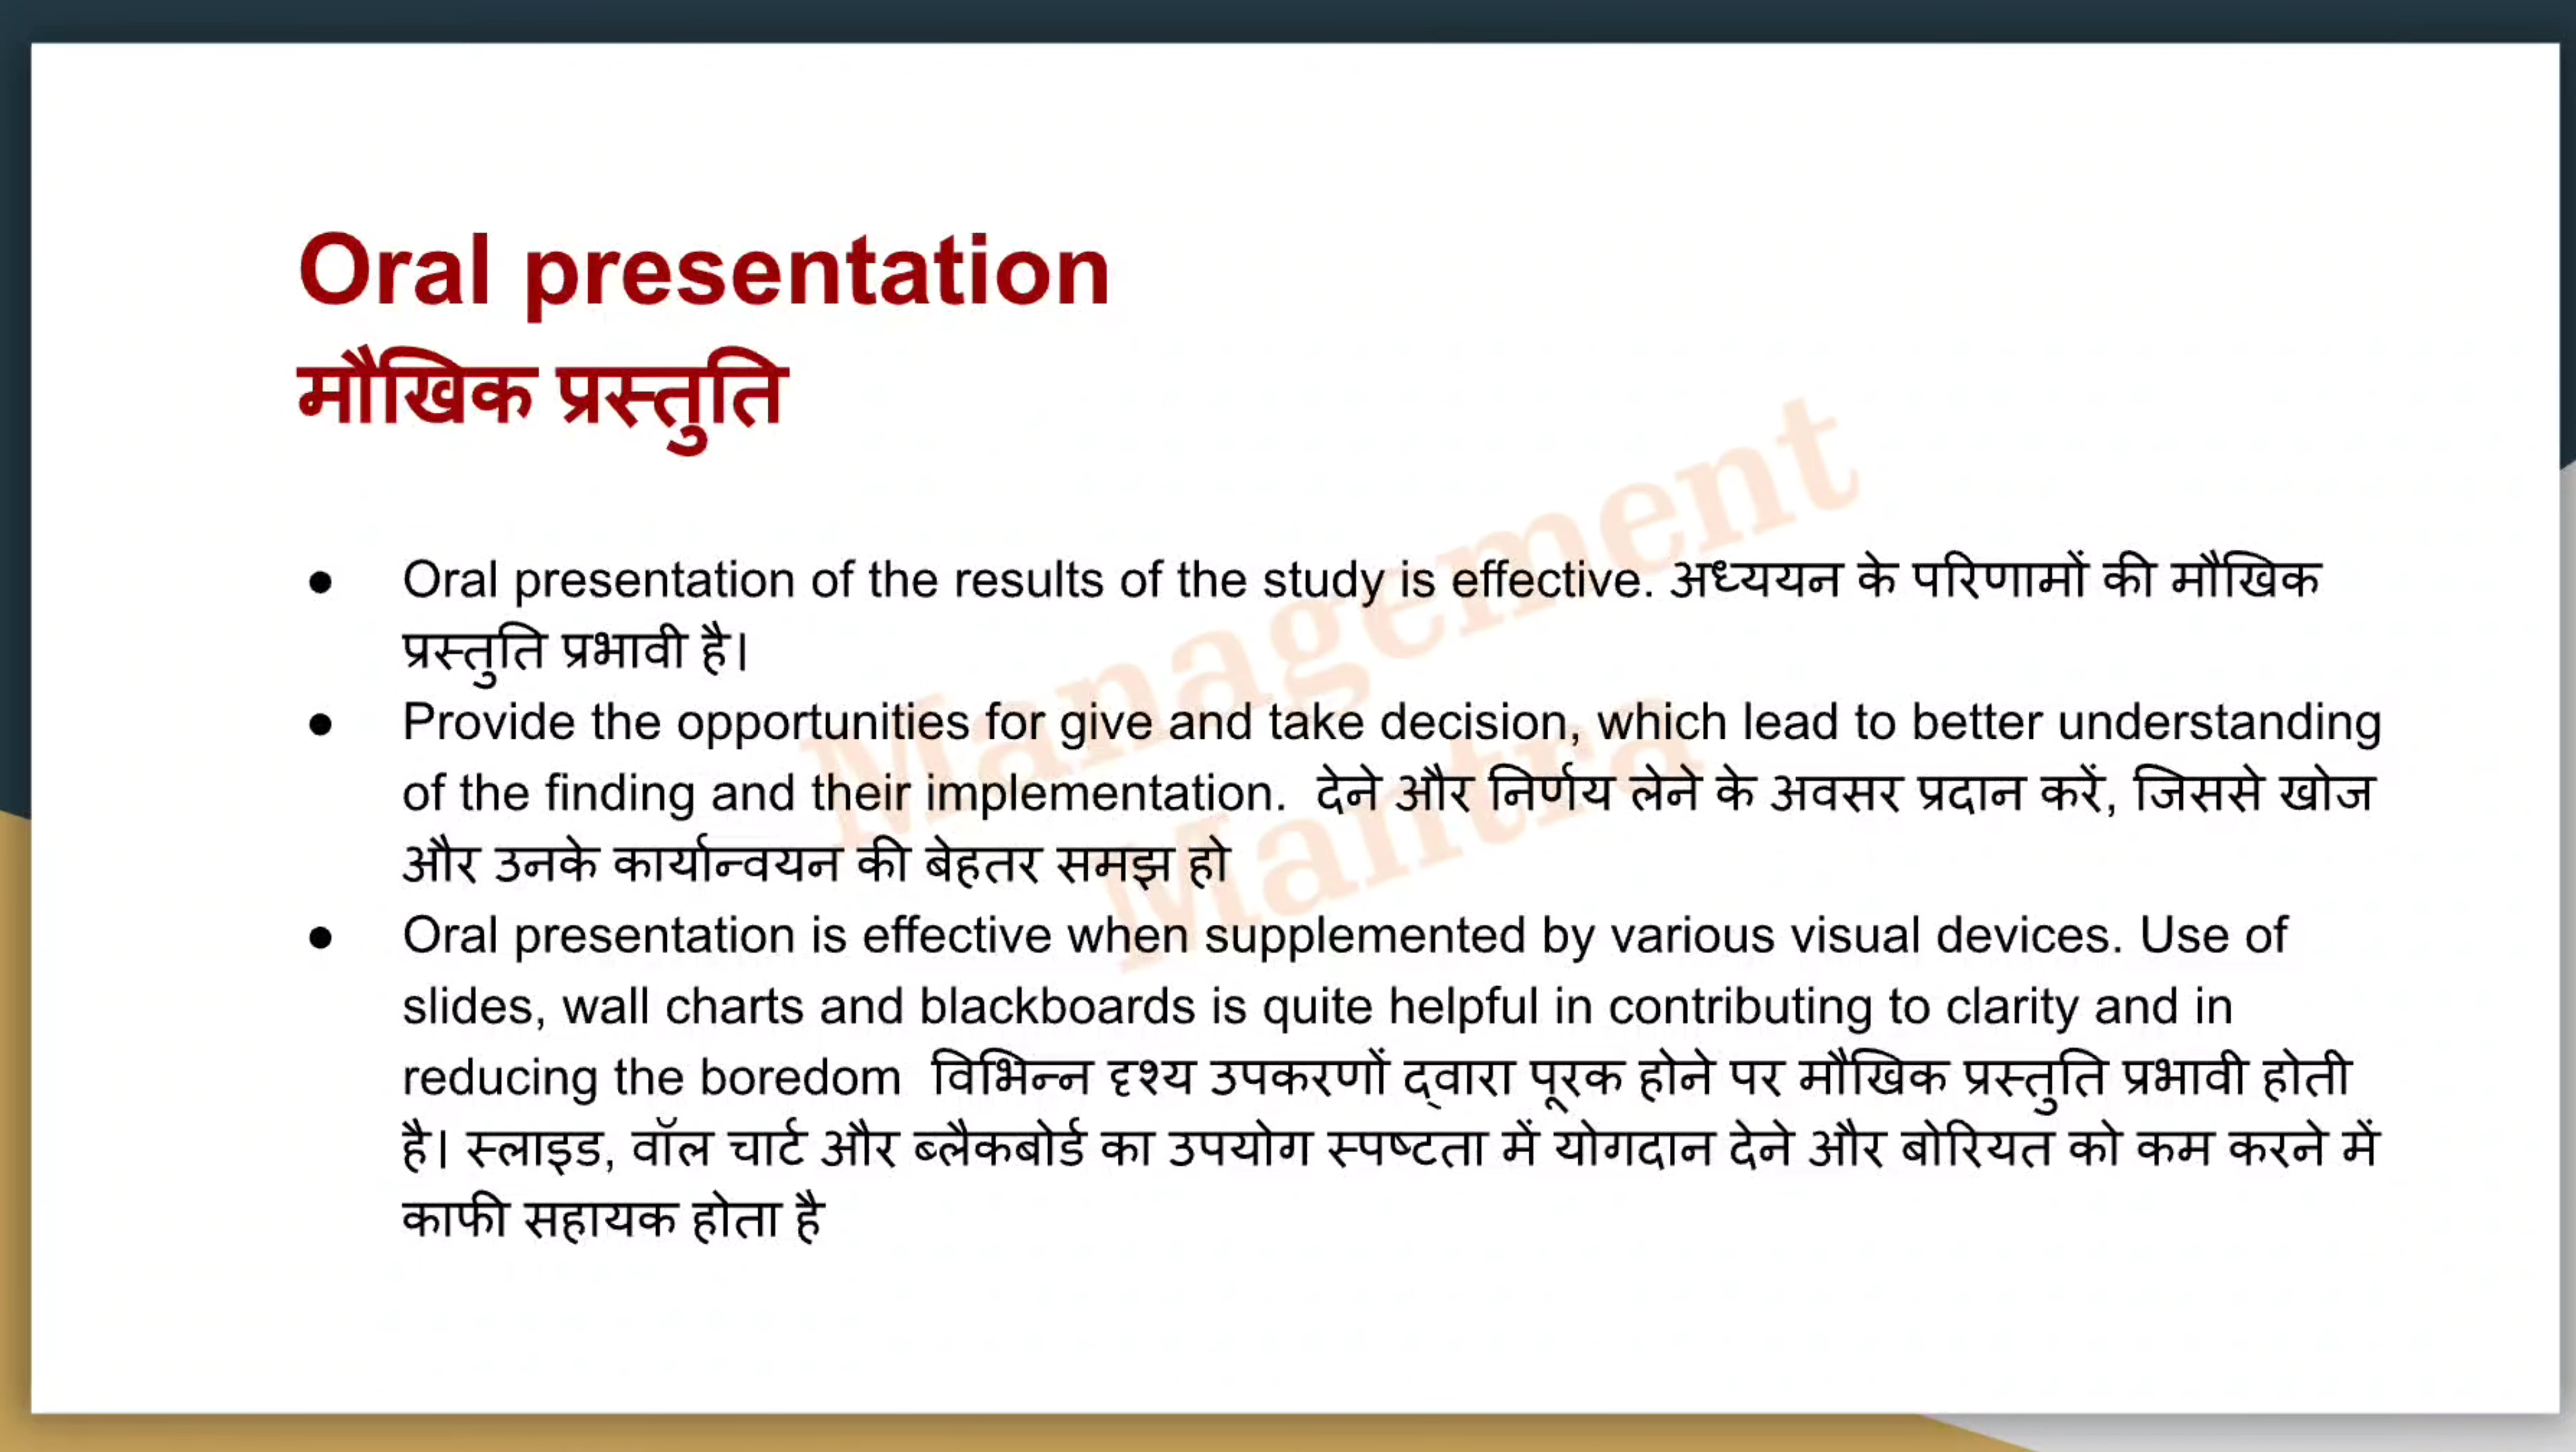 Oral presentation
मौखिक प्रस्तुति
● Oral presentation of the results of the study is effective. अध्ययन के परिणामों की मौखिक
प्रस्तुति प्रभावी है।
● Provide the opportunities for give and take decision, which lead to better understanding
of the finding and their implementation. देने और निर्णय लेने के अवसर प्रदान करें, जिससे खोज
और उनके कार्यान्वयन की बेहतर समझ हो
● Oral presentation is effective when supplemented by various visual devices. Use of
slides, wall charts and blackboards is quite helpful in contributing to clarity and in
reducing the boredom विभिन्न दृश्य उपकरणों द्वारा पूरक होने पर मौखिक प्रस्तुति प्रभावी होती
है। स्लाइड, वॉल चार्ट और ब्लैकबोर्ड का उपयोग स्पष्टता में योगदान देने और बोरियत को कम करने में
काफी सहायक होता है
Management
Mantra